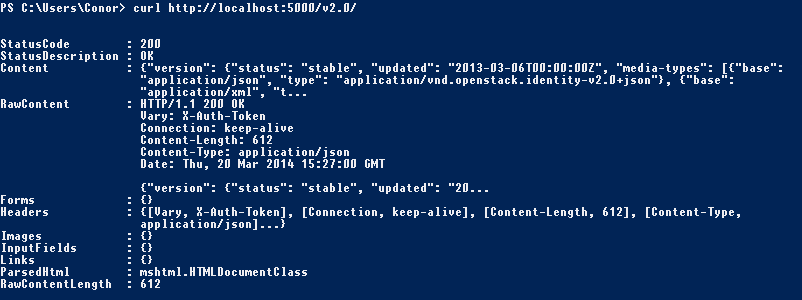 PS C:\Users\Conor> curl http://localhost:5000/v2.0/
StatusCode : 200
StatusDescription : OK
Content : {"version": {"status": "stable", "updated": "2013-03-06T00:00:00Z", "media-types": [{"base":
"application/json", "type": "application/vnd.openstack.identity-v2.0+json"}, {"base":
"application/xml", "t...
RawContent : HTTP/1.1 200 OK
Vary: X-Auth-Token
Connection: keep-alive
Content-Length: 612
Content-Type: application/json
Date: Thu, 20 Mar 2014 15:27:00 GMT
{"version": {"status": "stable", "updated": "20...
Forms : {}
Headers : {[Vary, X-Auth-Token], [Connection, keep-alive], [Content-Length, 612], [Content-Type,
application/json]...}
Images : {}
InputFields : {}
Links : {}
ParsedHtml : mshtml.HTMLDocumentClass
RawContentLength : 612